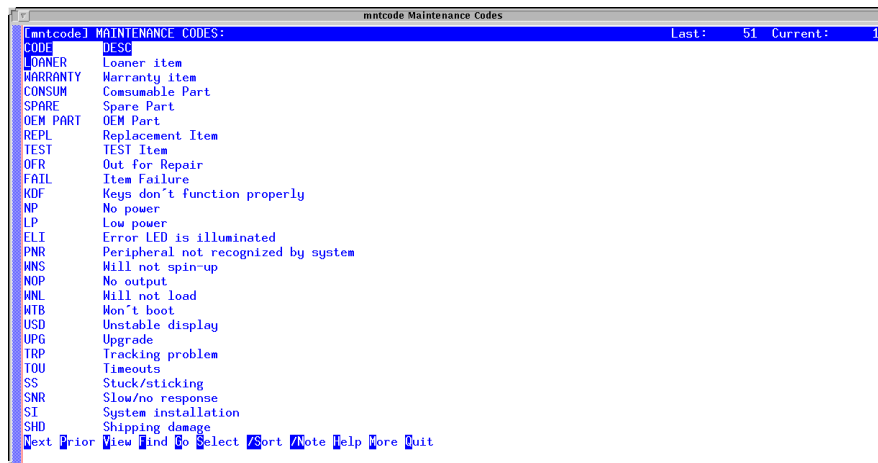 mntcode Maintenance Codes
[mntcode] MAINTENANCE CODES: Last: 51 Current: 1
CODE DESC
LOANER Loaner item
WARRANTY Warranty item
CONSUM Comsumable Part
SPARE Spare Part
OEM PART OEM Part
REPL Replacement Item
TEST TEST Item
OFR Out for Repair
FAIL Item Failure
KDF Keys don´t function properly
NP No power
LP Low power
ELI Error LED is illuminated
PNR Peripheral not recognized by system
WNS Will not spin-up
NOP No output
WNL Will not load
WTB Won´t boot
USD Unstable display
UPG Upgrade
TRP Tracking problem
TOU Timeouts
SS Stuck/sticking
SNR Slow/no response
SI System installation
SHD Shipping damage
Next Prior View Find Go Select /Sort /Note Help More Quit